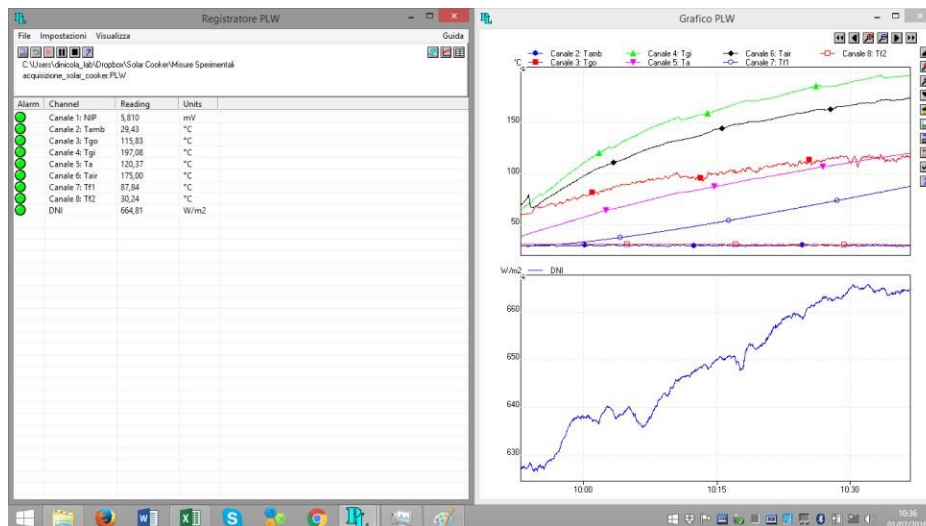 Registratore PLW
File Impostazioni Visualizza Guida
C:\Users\dinicola_lab\Dropbox\Solar Cooker\Misure Sperimentali
acquisizione_solar_cooker.PLW
Alarm Channel Reading Units
Canale 1: NIP 5,810 mV
Canale 2: Tamb 29,43 °C
Canale 3: Tgo 115,83 °C
Canale 4: Tgi 197,08 °C
Canale 5: Ta 120,37 °C
Canale 6: Tair 175,00 °C
Canale 7: Tf1 87,84 °C
Canale 8: Tf2 30,24 °C
DNI 664,81 W/m2
Grafico PLW
Canale 2: Tamb Canale 4: Tgi Canale 6: Tair Canale 8: Tf2
°C Canale 3: Tgo Canale 5: Ta Canale 7: Tf1
150
100
50
W/m2 DNI
660
650
640
630
10:00 10:15 10:30
10:36